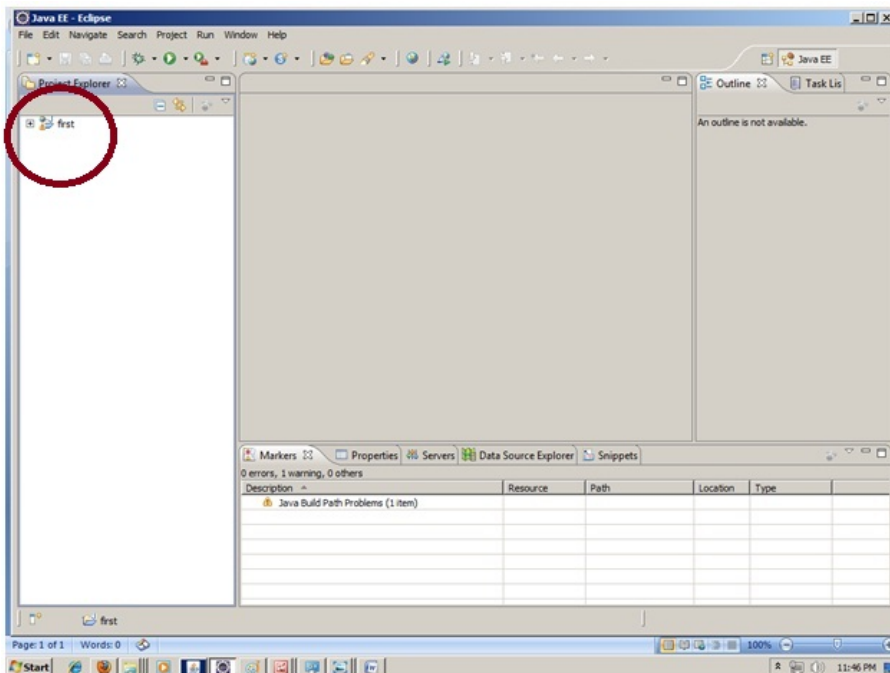 Java EE - Eclipse
File Edit Navigate Search Project Run Window Help
Java EE
Project Explorer
Outline
Task Lis
first
An outline is not available.
Markers
Properties
Servers
Data Source Explorer
Snippets
0 errors, 1 warning, 0 others
Description
Resource
Path
Location
Type
Java Build Path Problems (1 item)
first
Page: 1 of 1
Words: 0
100%
Start
11:46 PM